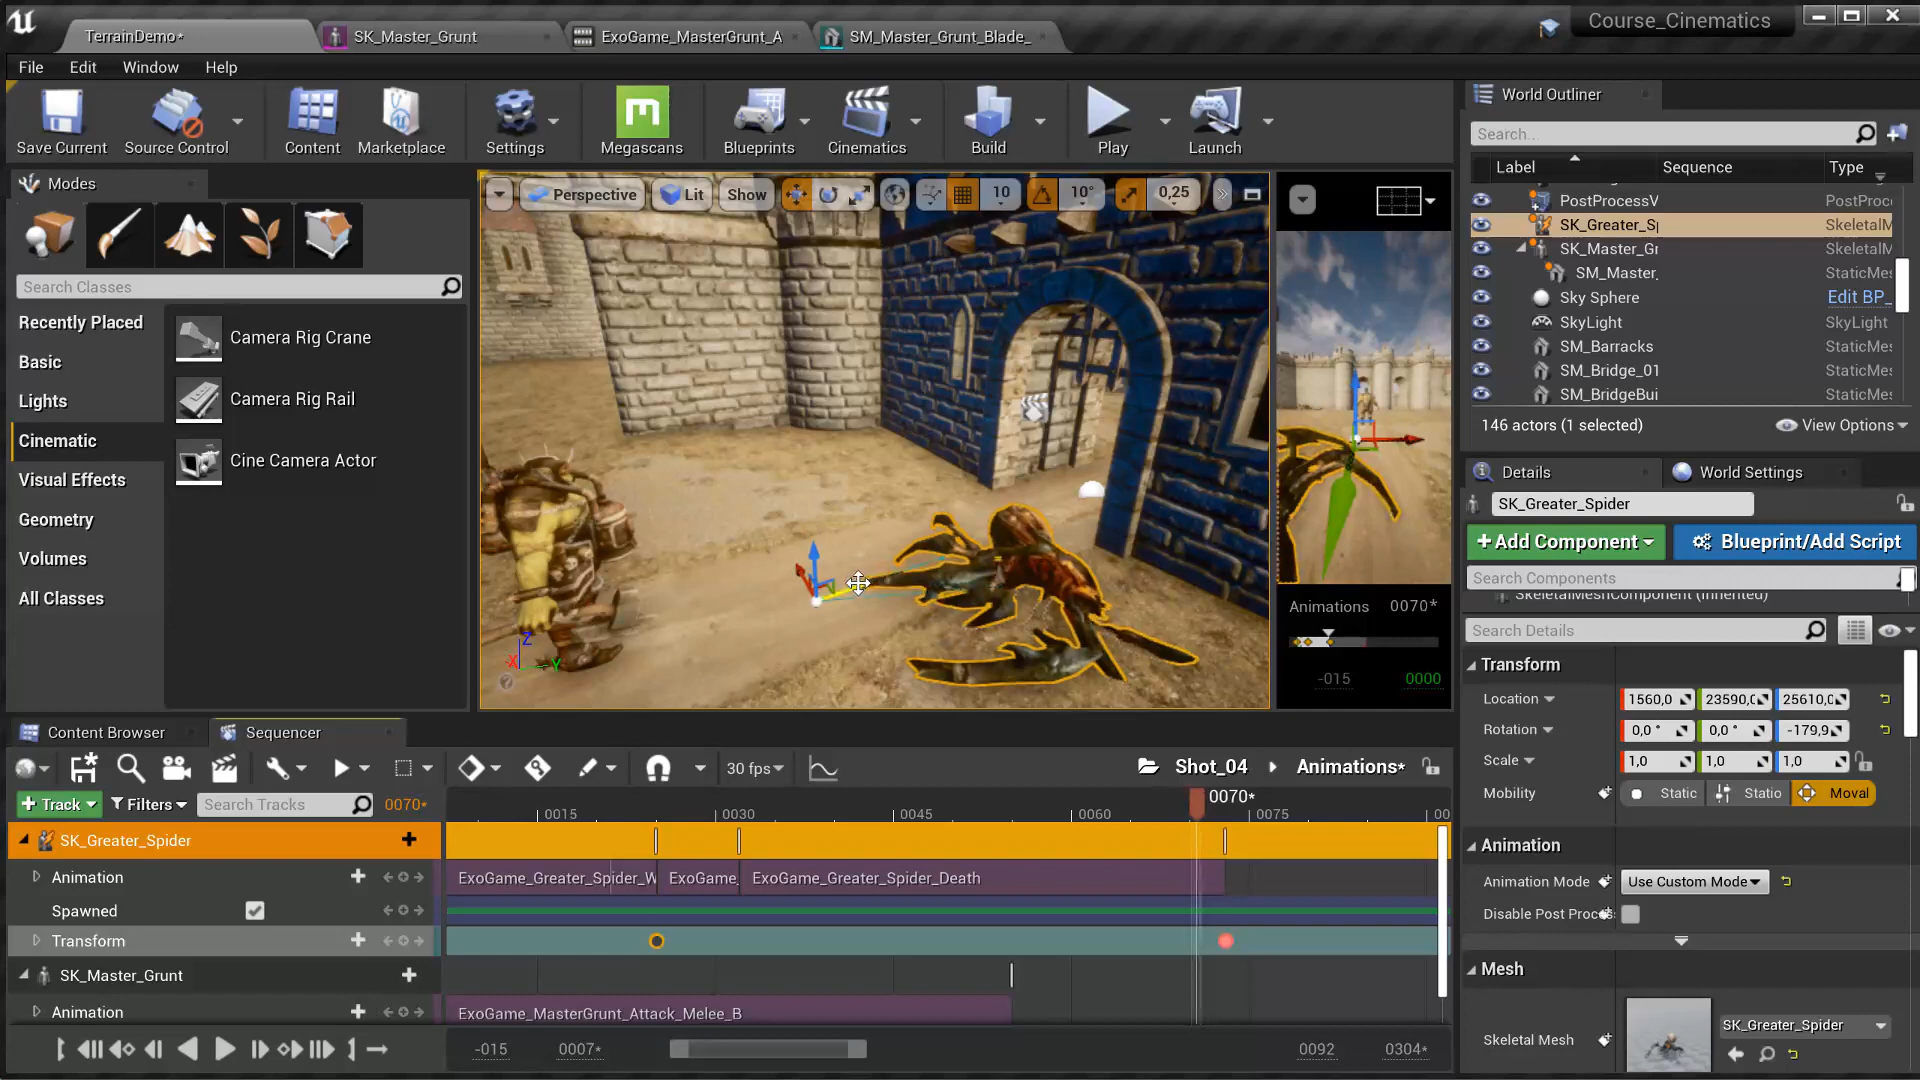 TerrainDemo*
SK_Master_Grunt
ExoGame_MasterGrunt_A
SM_Master_Grunt_Blade_
Course_Cinematics
File Edit Window Help
Save Current
Source Control
Content
Marketplace
Settings
Megascans
Blueprints
Cinematics
Build
Play
Launch
Modes
Search Classes
Recently Placed
Basic
Lights
Cinematic
Visual Effects
Geometry
Volumes
All Classes
Camera Rig Crane
Camera Rig Rail
Cine Camera Actor
Perspective
Lit
Show
10
10°
0,25
Z
X
Y
Animations 0070*
-015 0000
World Outliner
Search...
Label Sequence Type
PostProcessV PostProc
SK_Greater_Sp SkeletalM
SK_Master_Gr SkeletalM
SM_Master_ StaticMes
Sky Sphere Edit BP_
SkyLight SkyLight
SM_Barracks StaticMes
SM_Bridge_01 StaticMes
SM_BridgeBui StaticMes
146 actors (1 selected)
View Options
Details
World Settings
SK_Greater_Spider
+Add Component
Blueprint/Add Script
Search Components
SkeletalMeshComponent (Inherited)
Search Details
Transform
Location 1560,0 23590,0 25610,0
Rotation 0,0 ° 0,0 ° -179,9
Scale 1,0 1,0 1,0
Mobility Static Statio Moval
Animation
Animation Mode Use Custom Mode
Disable Post Proces
Mesh
Skeletal Mesh
SK_Greater_Spider
Content Browser
Sequencer
30 fps
Shot_04
Animations*
+ Track
Filters
Search Tracks
0070*
0070*
0015 0030 0045 0060 0075 00
SK_Greater_Spider
Animation
ExoGame_Greater_Spider_W
ExoGame_
ExoGame_Greater_Spider_Death
Spawned
Transform
SK_Master_Grunt
Animation
ExoGame_MasterGrunt_Attack_Melee_B
-015 0007* 0092 0304*